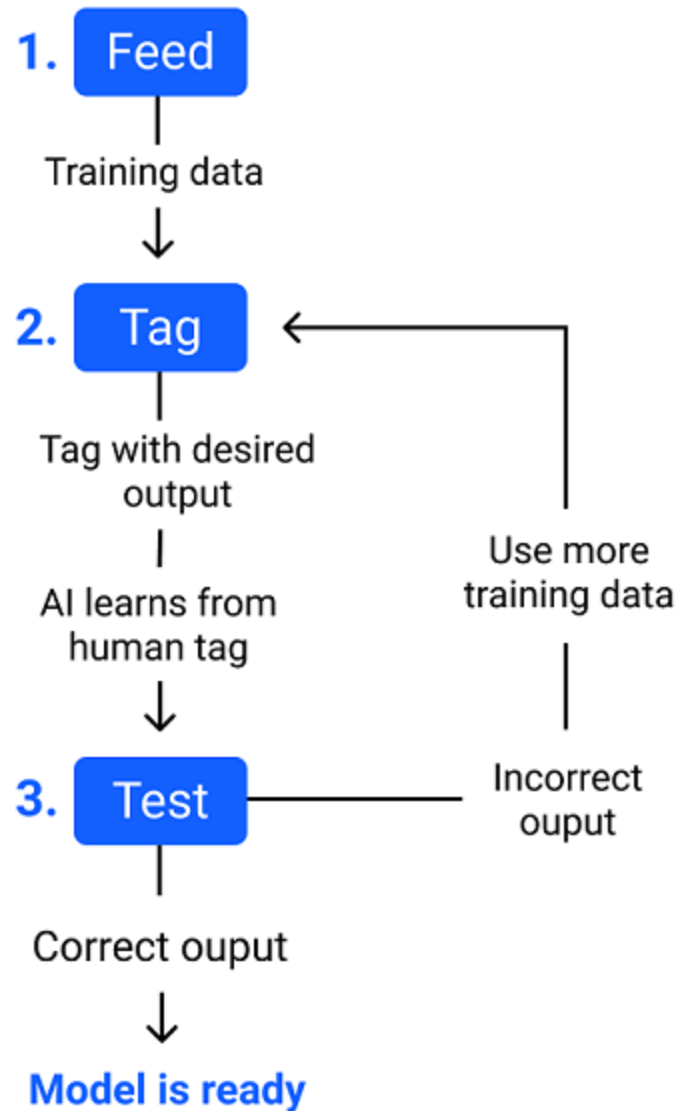 1. Feed
Training data
2. Tag
Tag with desired
output
AI learns from
human tag
Use more
training data
3. Test
Incorrect
ouput
Correct ouput
Model is ready